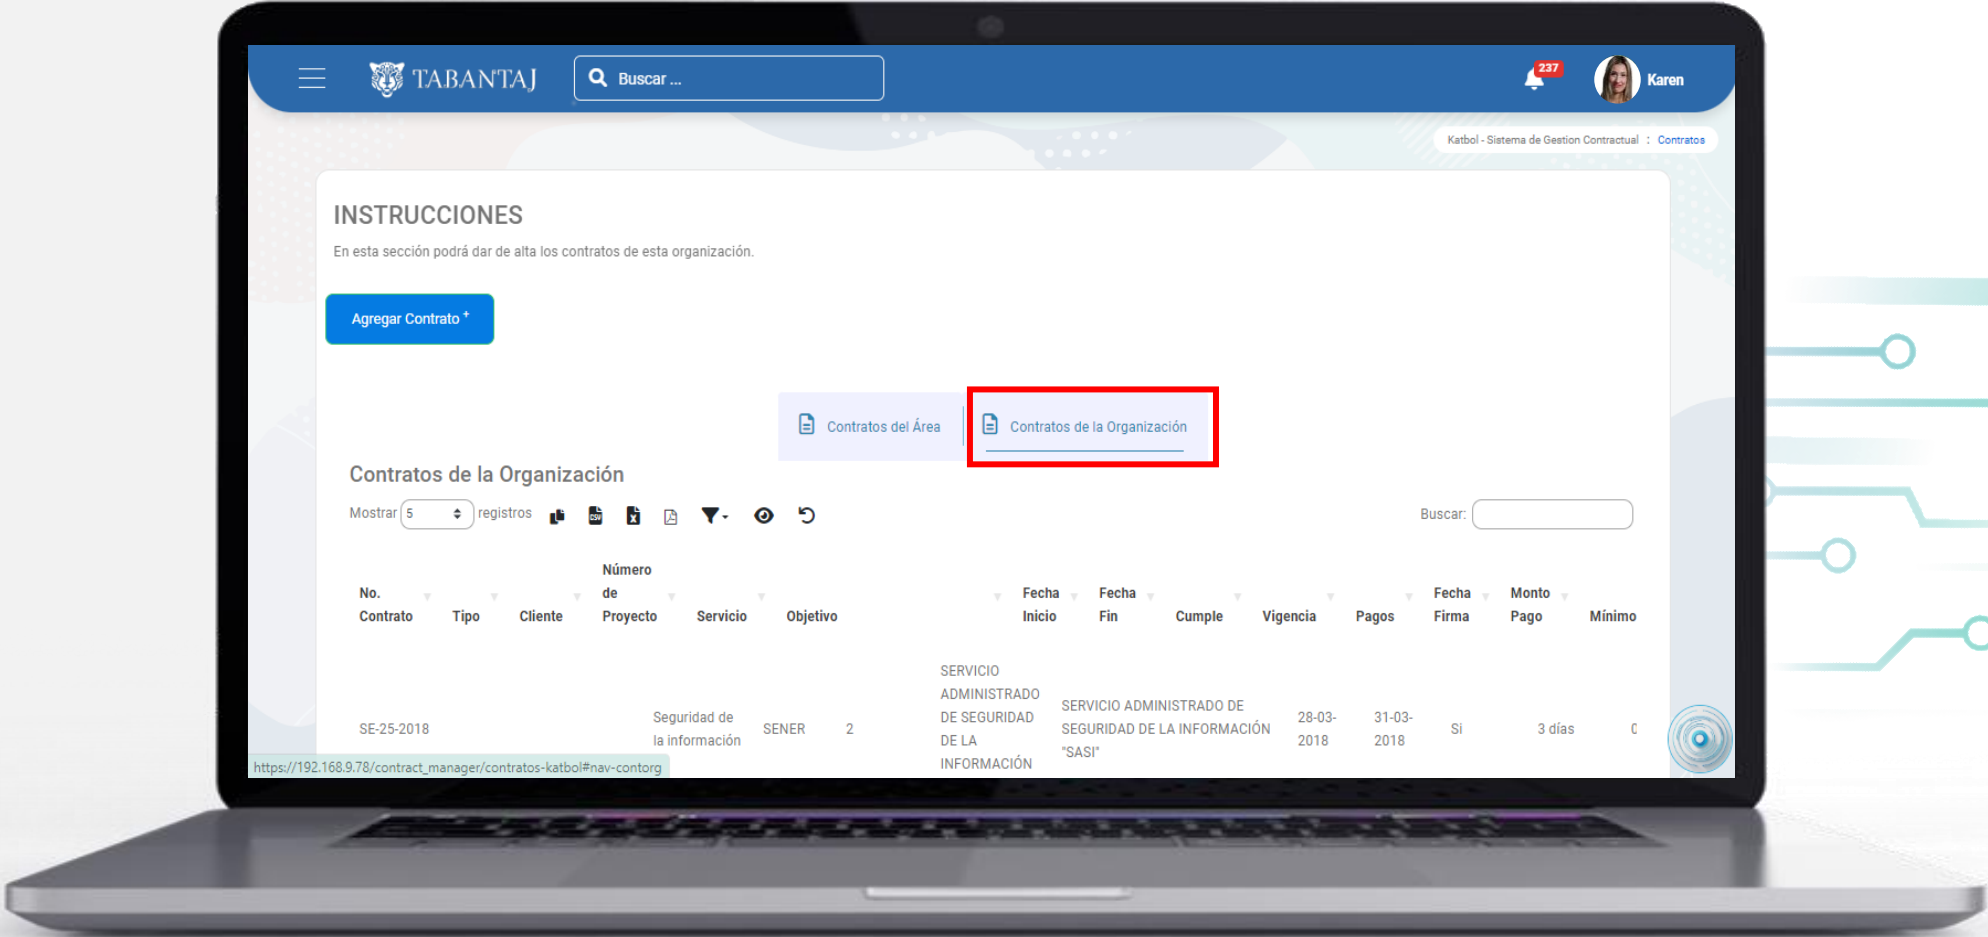 TABANTAJ
Buscar ...
237
Karen
Katbol - Sistema de Gestion Contractual : Contratos
INSTRUCCIONES
En esta sección podrá dar de alta los contratos de esta organización.
Agregar Contrato +
Contratos del Área
Contratos de la Organización
Contratos de la Organización
Mostrar 5 registros
CSV
Buscar:
No. Contrato
Tipo
Cliente
Número de Proyecto
Servicio
Objetivo
Fecha Inicio
Fecha Fin
Cumple
Vigencia
Pagos
Fecha Firma
Monto Pago
Mínimo
SE-25-2018
Seguridad de
la información
SENER
2
SERVICIO
ADMINISTRADO
DE SEGURIDAD
DE LA
INFORMACIÓN
SERVICIO ADMINISTRADO DE
SEGURIDAD DE LA INFORMACIÓN
"SASI"
28-03-
2018
31-03-
2018
Si
3 días
https://192.168.9.78/contract_manager/contratos-katbol#nav-contorg